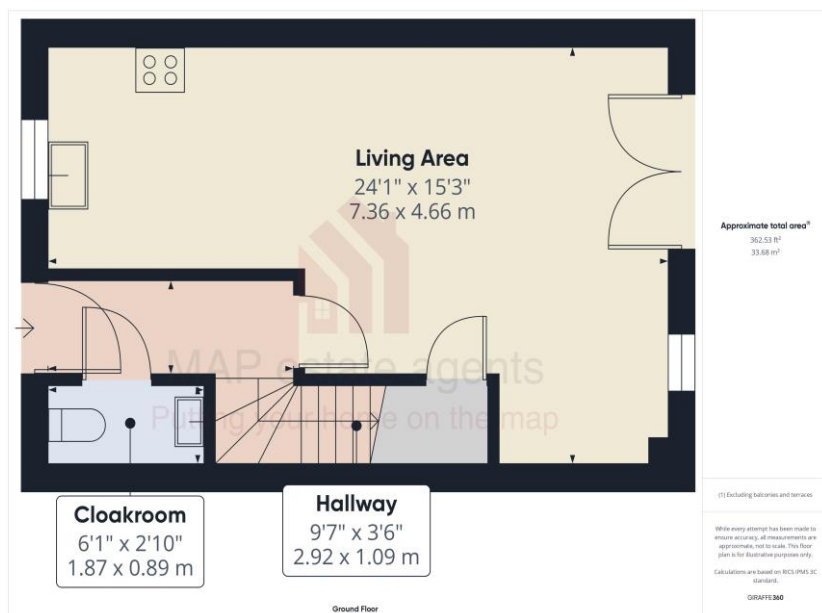 Living Area
24'1" x 15'3"
7.36 x 4.66 m
MAP estate agents
Putting your home on the map
Cloakroom
6'1" x 2'10"
1.87 x 0.89 m
Hallway
9'7" x 3'6"
2.92 x 1.09 m
Ground Floor
Approximate total area⁽¹⁾
362.53 ft²
33.68 m²
(1) Excluding balconies and terraces
While every attempt has been made to
ensure accuracy, all measurements are
approximate, not to scale. This floor
plan is for illustrative purposes only.
Calculations are based on RICS IPMS 3C
standard.
GIRAFFE360